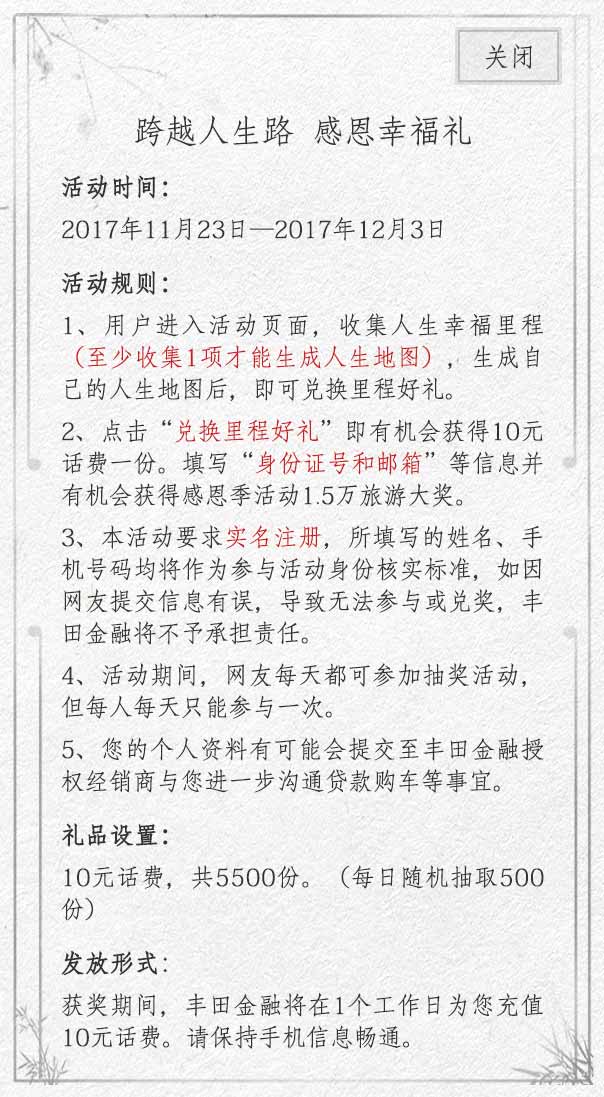 关闭
跨越人生路 感恩幸福礼
活动时间：
2017年11月23日—2017年12月3日
活动规则：
1、用户进入活动页面，收集人生幸福里程
（至少收集1项才能生成人生地图），生成自
己的人生地图后，即可兑换里程好礼。
2、点击“兑换里程好礼”即有机会获得10元
话费一份。填写“身份证号和邮箱”等信息并
有机会获得感恩季活动1.5万旅游大奖。
3、本活动要求实名注册，所填写的姓名、手
机号码均将作为参与活动身份核实标准，如因
网友提交信息有误，导致无法参与或兑奖，丰
田金融将不予承担责任。
4、活动期间，网友每天都可参加抽奖活动，
但每人每天只能参与一次。
5、您的个人资料有可能会提交至丰田金融授
权经销商与您进一步沟通贷款购车等事宜。
礼品设置：
10元话费，共5500份。（每日随机抽取500
份）
发放形式：
获奖期间，丰田金融将在1个工作日为您充值
10元话费。请保持手机信息畅通。